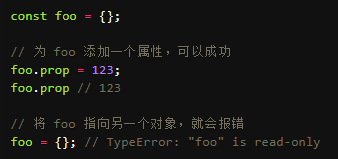 const foo = {};
// 为 foo 添加一个属性，可以成功
foo.prop = 123;
foo.prop // 123
// 将 foo 指向另一个对象，就会报错
foo = {}; // TypeError: "foo" is read-only